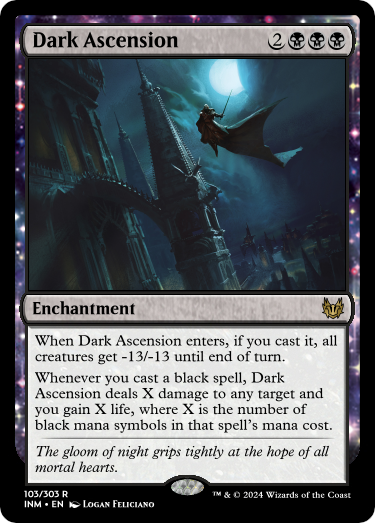 Dark Ascension 2
Enchantment
When Dark Ascension enters, if you cast it, all
creatures get -13/-13 until end of turn.
Whenever you cast a black spell, Dark
Ascension deals X damage to any target and
you gain X life, where X is the number of
black mana symbols in that spell's mana cost.
The gloom of night grips tightly at the hope of all
mortal hearts.
103/303 R
INM • EN Logan Feliciano ™ & © 2024 Wizards of the Coast